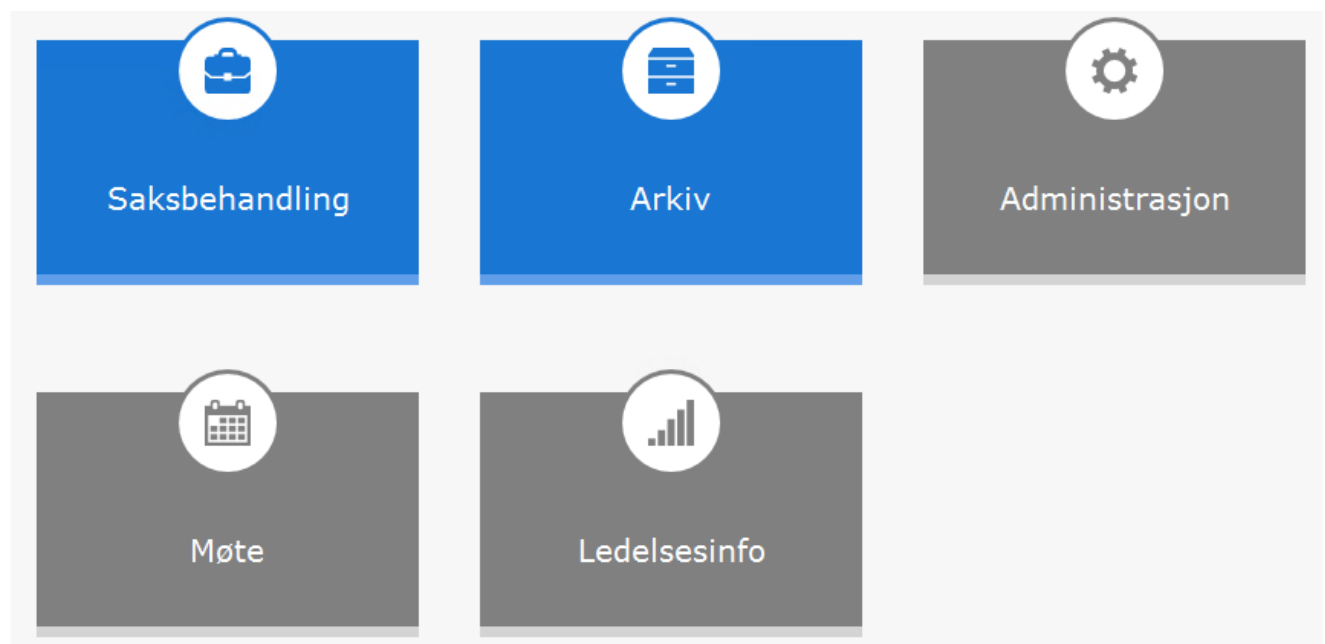 Saksbehandling
Arkiv
Administrasjon
Møte
Ledelsesinfo